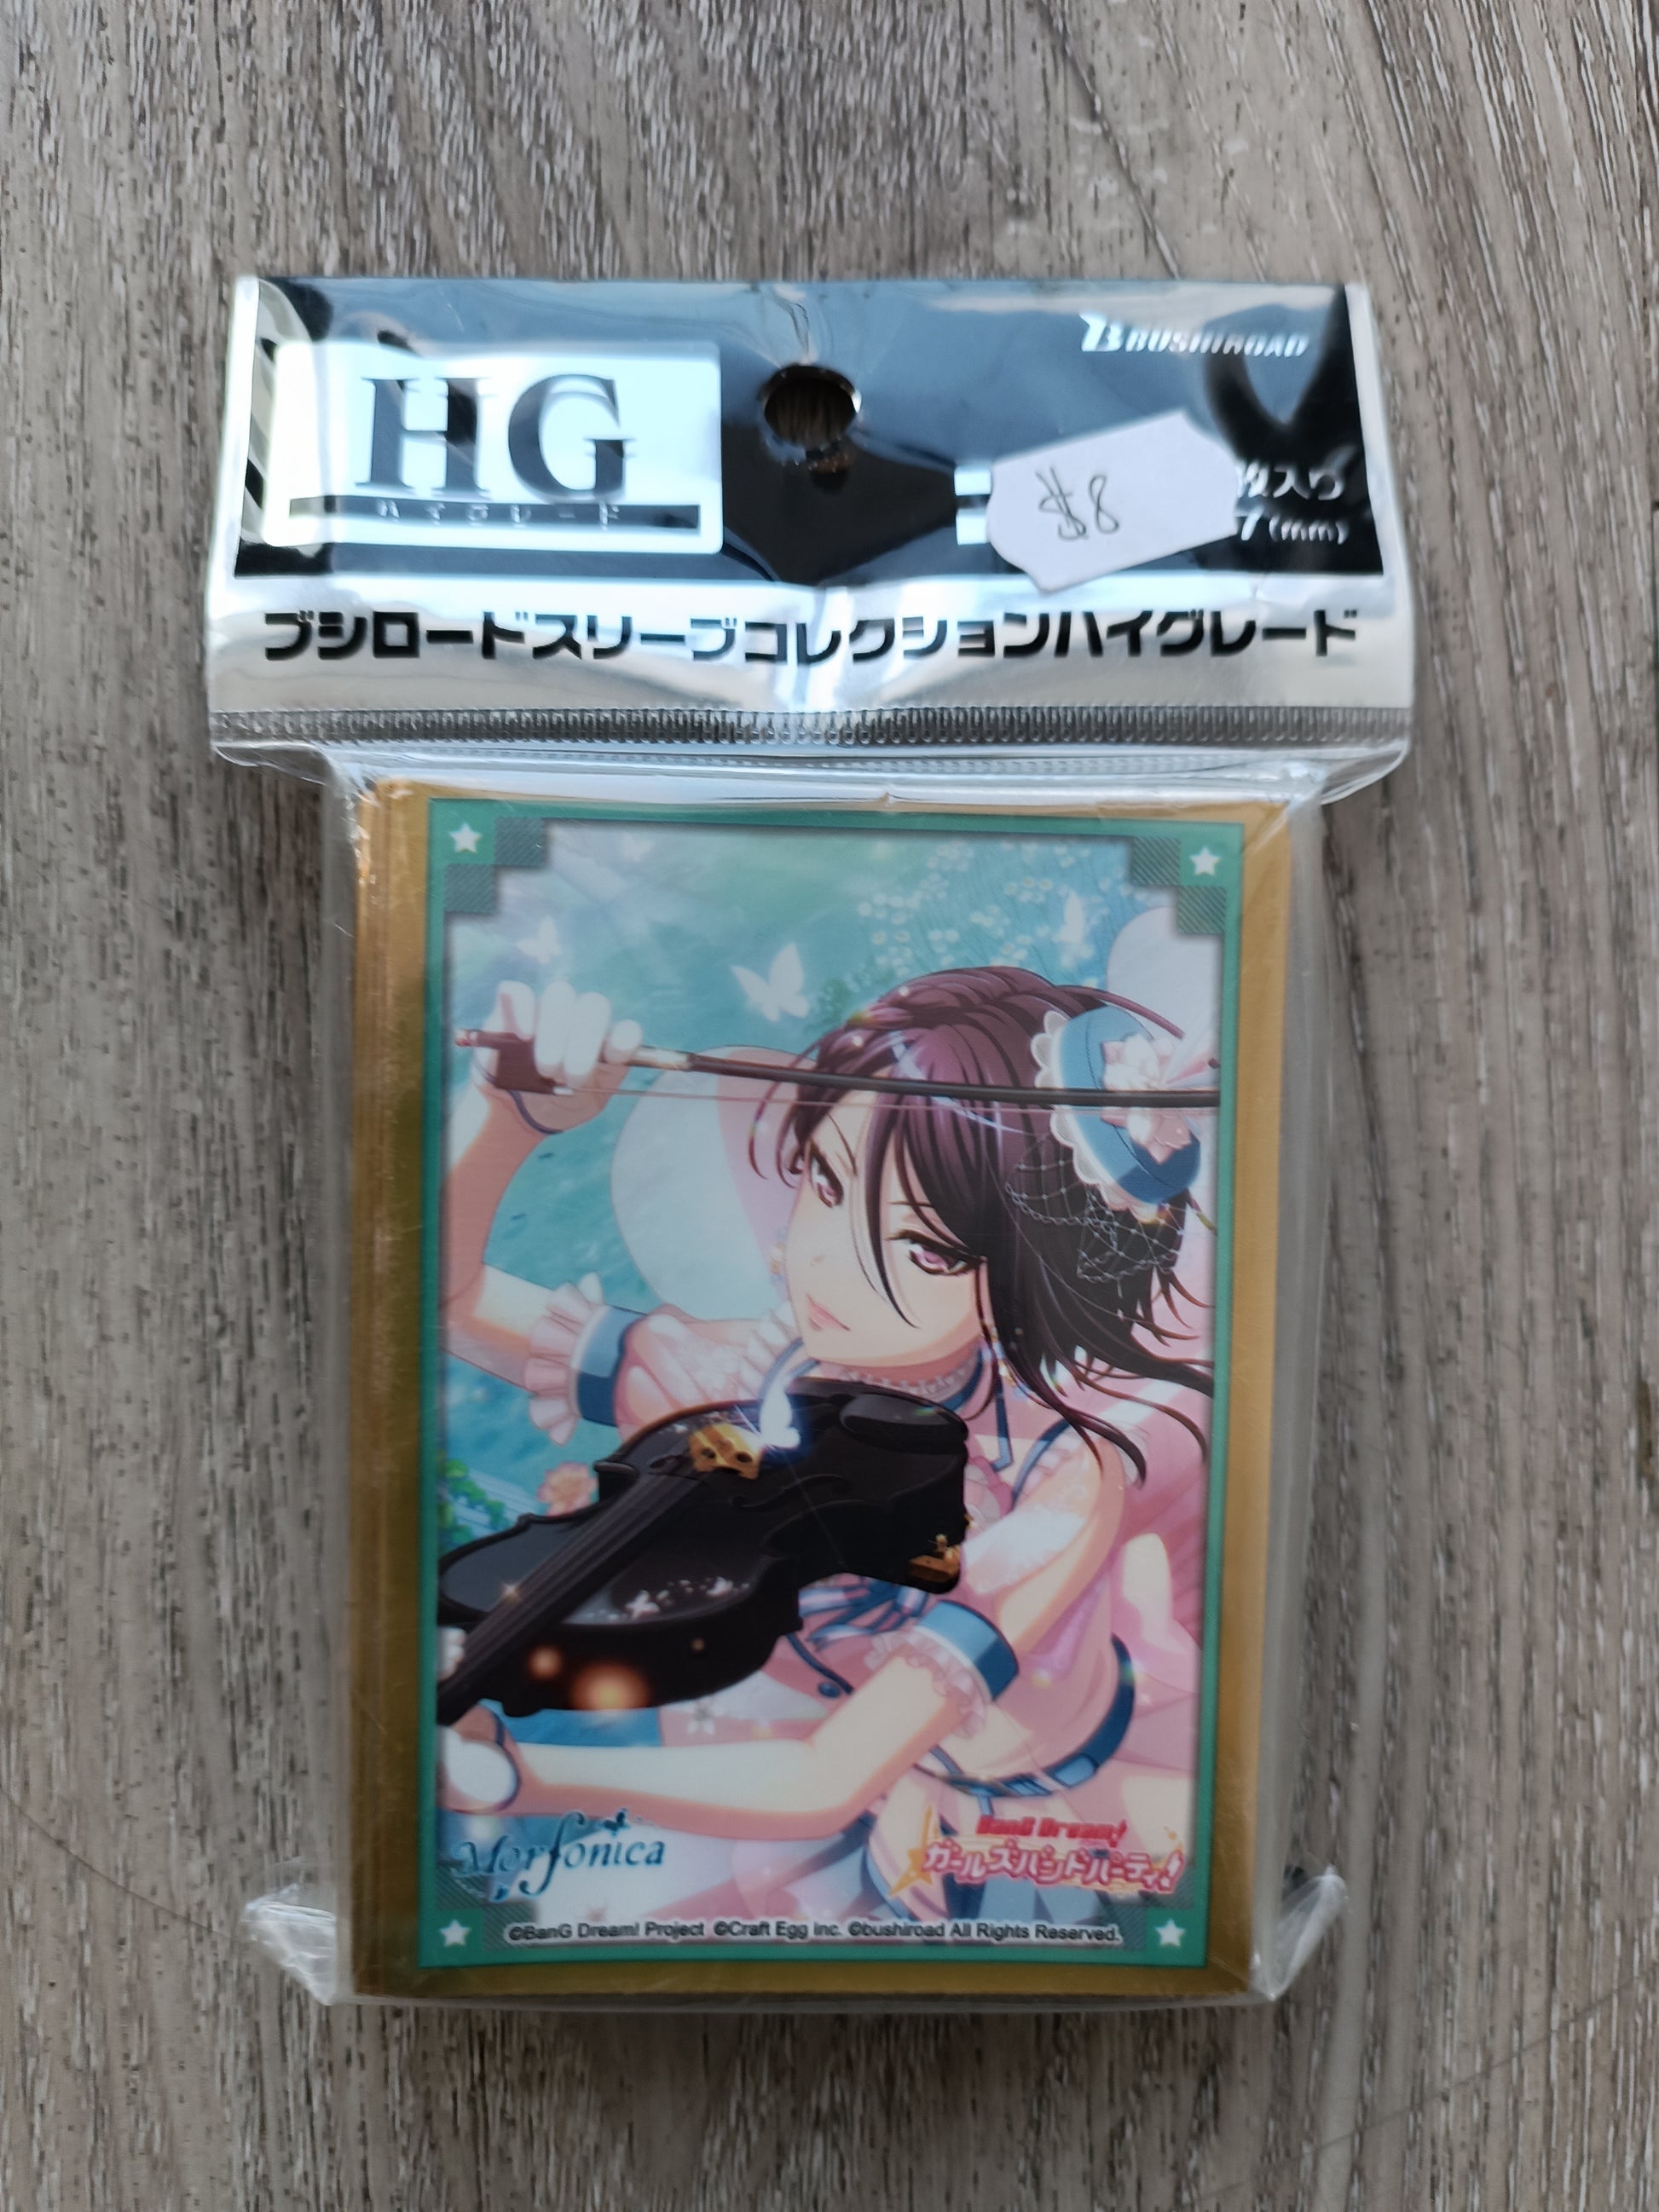 BUSHIROAD
HG
ハイグレード
$8
枚入り
7(mm)
ブシロードスリーブコレクションハイグレード
Morfonica
BanG Dream!
ガールズバンドパーティ!
©BanG Dream! Project ©Craft Egg Inc. ©bushiroad All Rights Reserved.